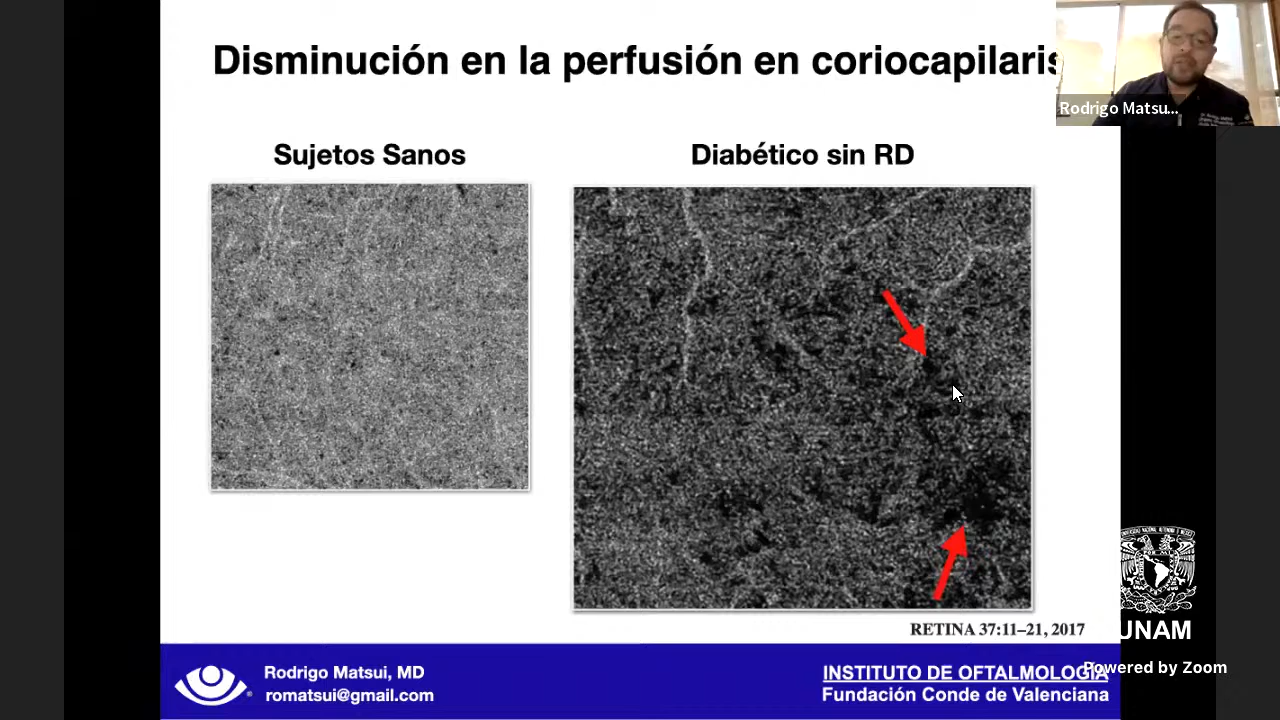 Disminución en la perfusión en coriocapilaris
Rodrigo Matsu...
Sujetos Sanos
Diabético sin RD
RETINA 37:11–21, 2017
UNAM
Rodrigo Matsui, MD
romatsui@gmail.com
INSTITUTO DE OFTALMOLOGÍA
Fundación Conde de Valenciana
Powered by Zoom